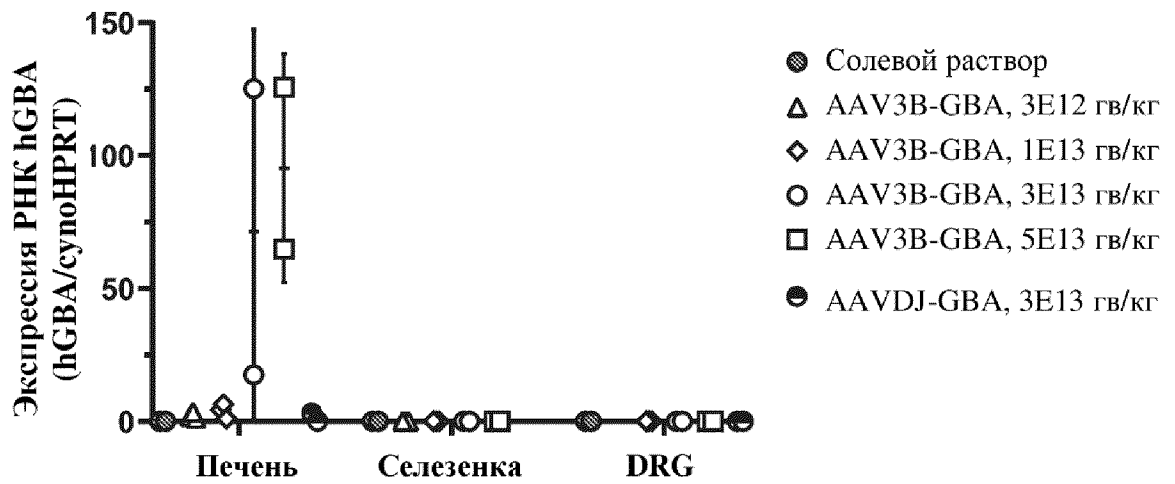 Экспрессия РНК hGBA
(hGBA/cynoHPRT)
150
100
50
0
Печень
Селезенка
DRG
Солевой раствор
AAV3B-GBA, 3E12 гв/кг
AAV3B-GBA, 1E13 гв/кг
AAV3B-GBA, 3E13 гв/кг
AAV3B-GBA, 5E13 гв/кг
AAVDJ-GBA, 3E13 гв/кг